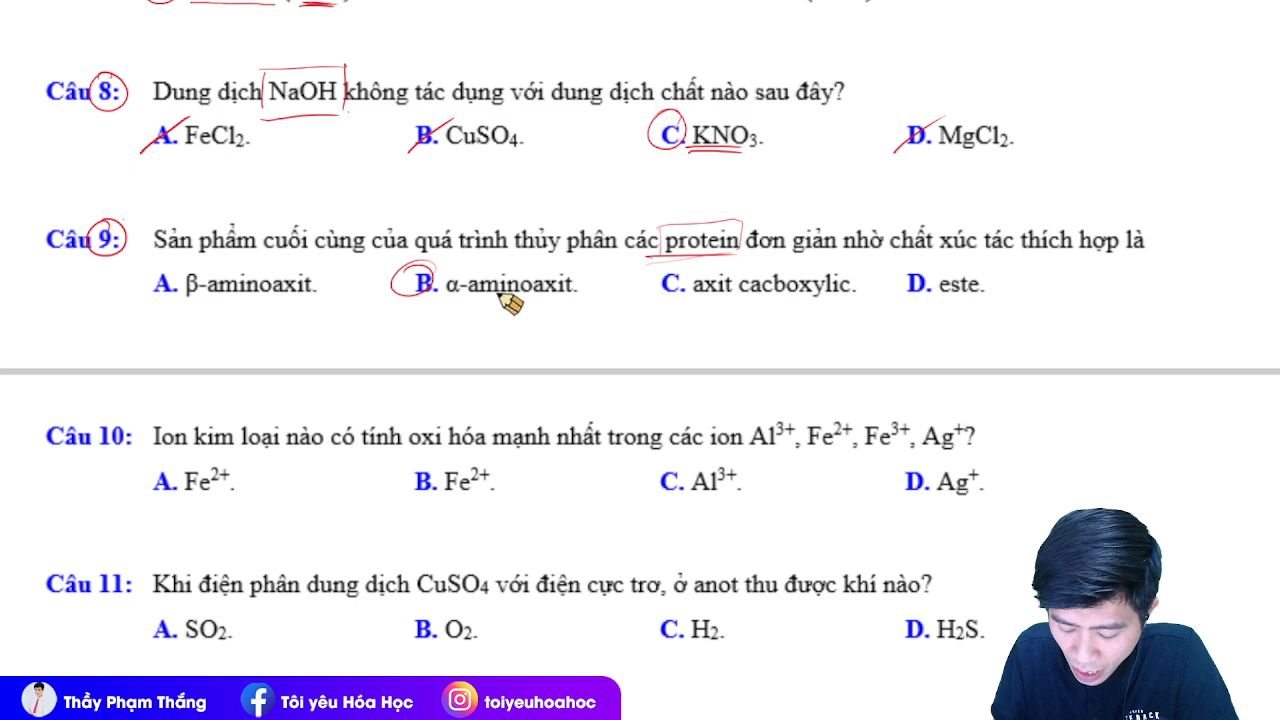 Câu 8: Dung dịch NaOH không tác dụng với dung dịch chất nào sau đây?
A. FeCl₂. B. CuSO₄. C. KNO₃. D. MgCl₂.
Câu 9: Sản phẩm cuối cùng của quá trình thủy phân các protein đơn giản nhờ chất xúc tác thích hợp là
A. β-aminoaxit. B. α-aminoaxit. C. axit cacboxylic. D. este.
Câu 10: Ion kim loại nào có tính oxi hóa mạnh nhất trong các ion Al³⁺, Fe²⁺, Fe³⁺, Ag⁺?
A. Fe²⁺. B. Fe²⁺. C. Al³⁺. D. Ag⁺.
Câu 11: Khi điện phân dung dịch CuSO₄ với điện cực trơ, ở anot thu được khí nào?
A. SO₂. B. O₂. C. H₂. D. H₂S.
Thầy Phạm Thắng Tôi yêu Hóa Học toiyeuhoahoc